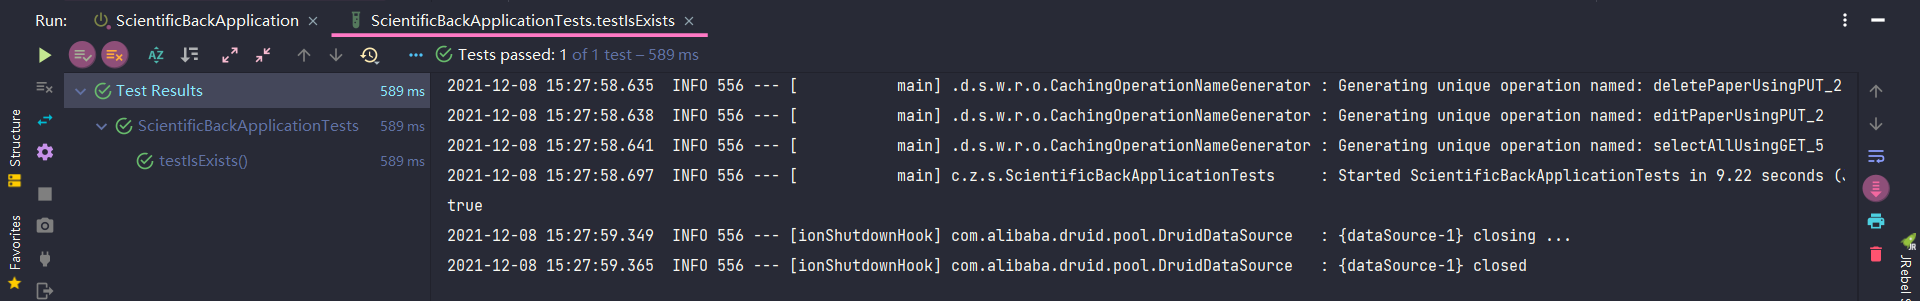 Run: ScientificBackApplication ScientificBackApplicationTests.testIsExists
Tests passed: 1 of 1 test – 589 ms
Test Results 589 ms
ScientificBackApplicationTests 589 ms
testIsExists() 589 ms
2021-12-08 15:27:58.635  INFO 556 --- [           main] .d.s.w.r.o.CachingOperationNameGenerator : Generating unique operation named: deletePaperUsingPUT_2
2021-12-08 15:27:58.638  INFO 556 --- [           main] .d.s.w.r.o.CachingOperationNameGenerator : Generating unique operation named: editPaperUsingPUT_2
2021-12-08 15:27:58.641  INFO 556 --- [           main] .d.s.w.r.o.CachingOperationNameGenerator : Generating unique operation named: selectAllUsingGET_5
2021-12-08 15:27:58.697  INFO 556 --- [           main] c.z.s.ScientificBackApplicationTests     : Started ScientificBackApplicationTests in 9.22 seconds (
true
2021-12-08 15:27:59.349  INFO 556 --- [ionShutdownHook] com.alibaba.druid.pool.DruidDataSource   : {dataSource-1} closing ...
2021-12-08 15:27:59.365  INFO 556 --- [ionShutdownHook] com.alibaba.druid.pool.DruidDataSource   : {dataSource-1} closed
Structure
Favorites
JR
JRebel